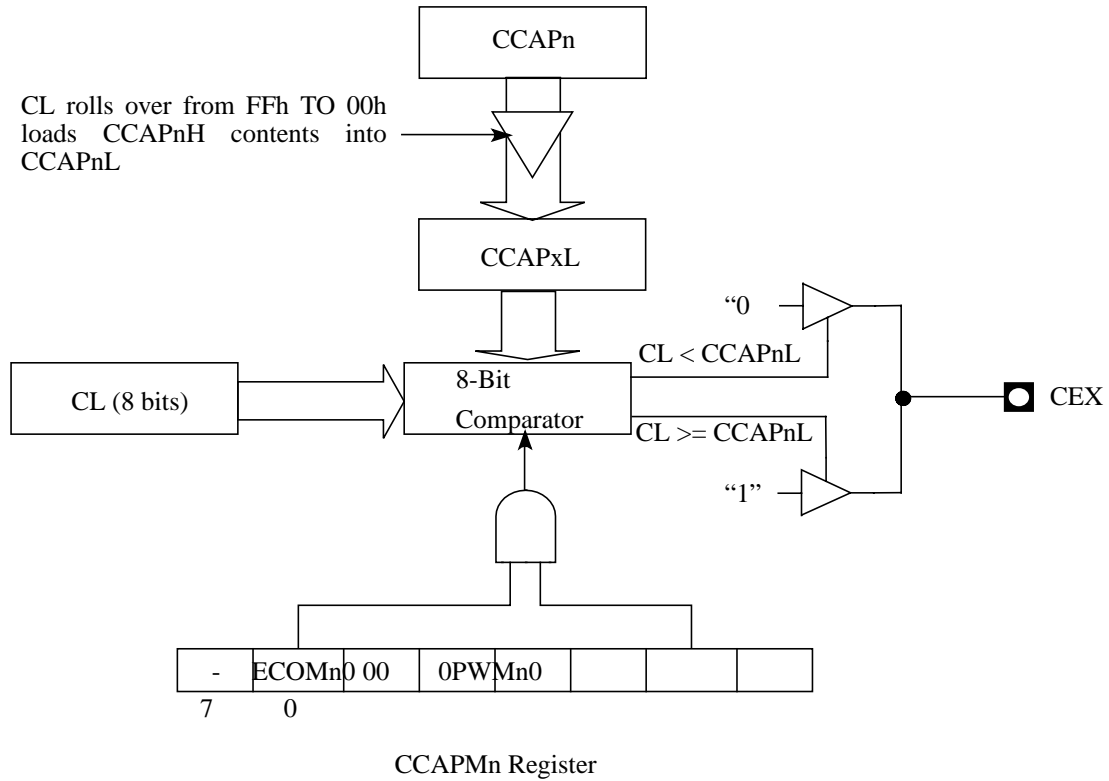 CCAPn
CL rolls over from FFh TO 00h
loads CCAPnH contents into
CCAPnL
CCAPxL
“0
CL < CCAPnL
8-Bit
Comparator
CL (8 bits)
CEX
CL >= CCAPnL
“1”
- ECOMn0 00 0PWMn0
7 0
CCAPMn Register